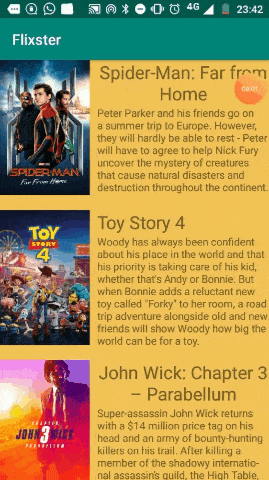 4G 23:42
Flixster
00:01
Spider-Man: Far from
Home
Peter Parker and his friends go on
a summer trip to Europe. However,
they will hardly be able to rest - Peter
will have to agree to help Nick Fury
uncover the mystery of creatures
that cause natural disasters and
destruction throughout the continent.
SPIDER-MAN
Far From Home
TOY
STORY
4
Toy Story 4
Woody has always been confident
about his place in the world and that
his priority is taking care of his kid,
whether that's Andy or Bonnie. But
when Bonnie adds a reluctant new
toy called "Forky" to her room, a road
trip adventure alongside old and new
friends will show Woody how big the
world can be for a toy.
JOHN WICK
John Wick: Chapter 3
– Parabellum
Super-assassin John Wick returns
with a $14 million price tag on his
head and an army of bounty-hunting
killers on his trail. After killing a
member of the shadowy internatio-
nal assassin's guild, the High Table,